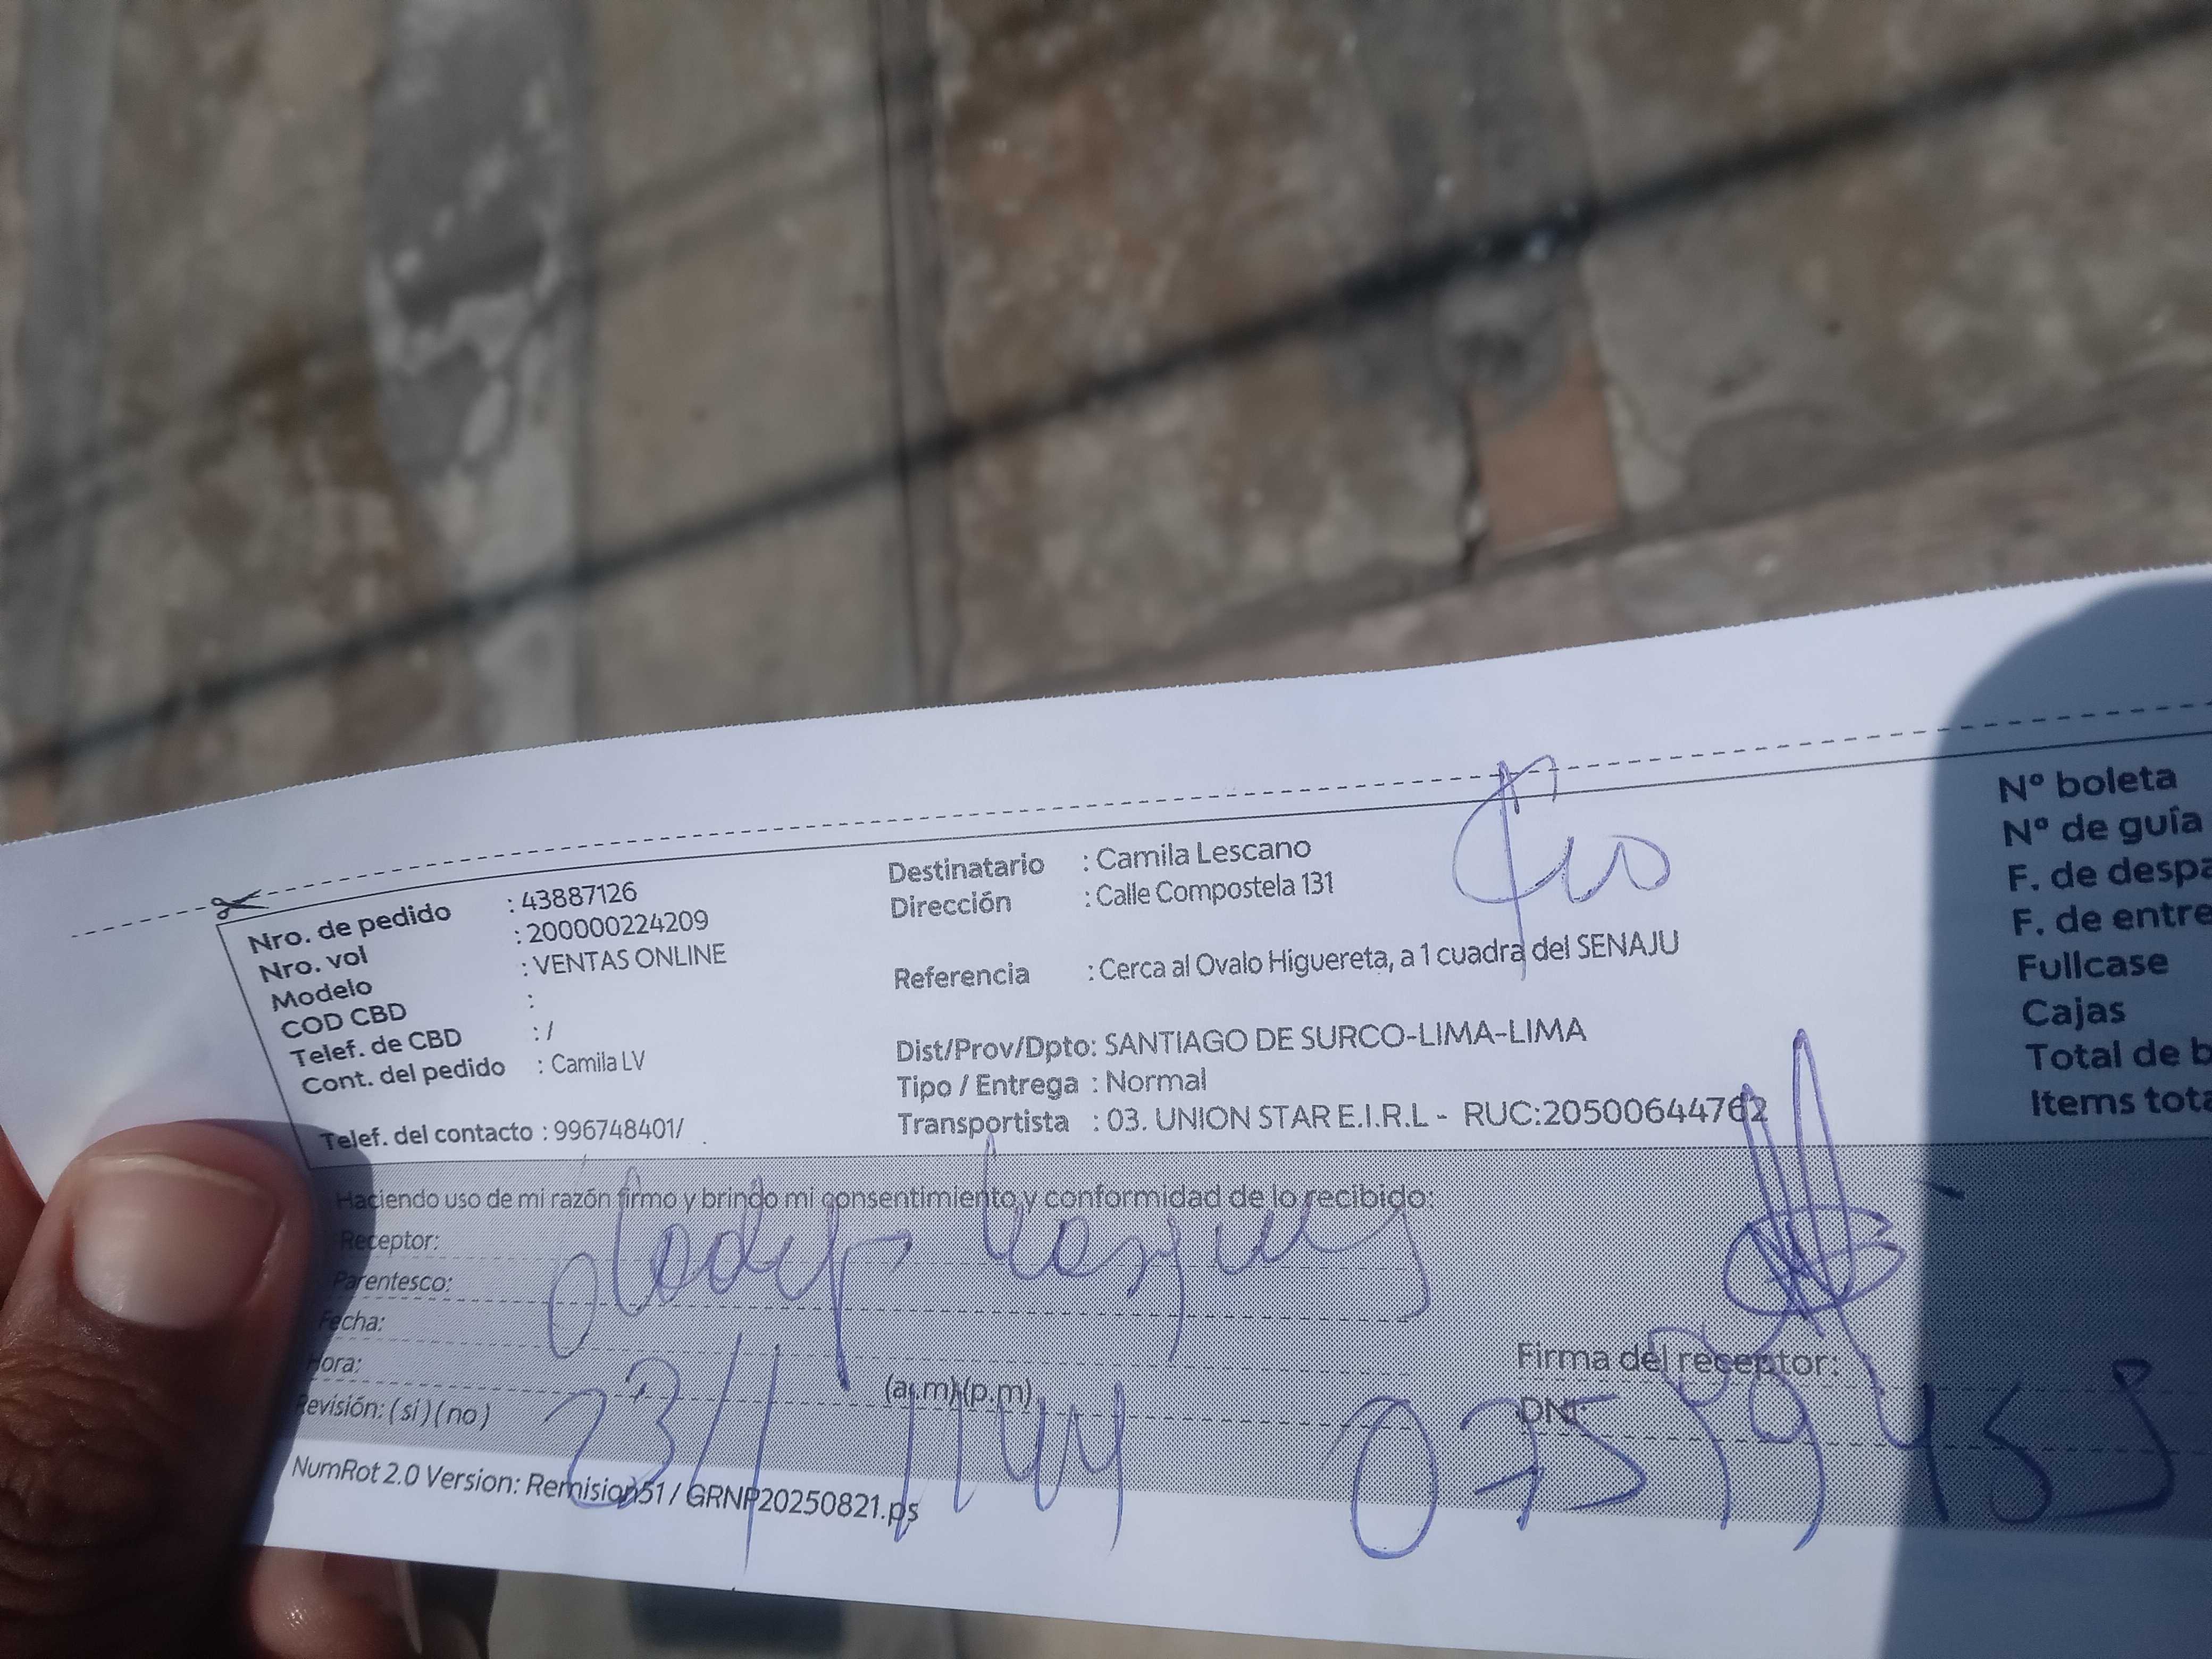 Nro. de pedido : 43887126
Nro. vol : 200000224209
Modelo : VENTAS ONLINE
COD CBD :
Telef. de CBD : /
Cont. del pedido : Camila LV
Telef. del contacto : 996748401/
Destinatario : Camila Lescano
Dirección : Calle Compostela 131
Referencia : Cerca al Ovalo Higuereta, a 1 cuadra del SENAJU
Dist/Prov/Dpto: SANTIAGO DE SURCO-LIMA-LIMA
Tipo / Entrega : Normal
Transportista : 03. UNION STAR E.I.R.L - RUC:20500644762
Nº boleta
Nº de guía
F. de despa
F. de entre
Fullcase
Cajas
Total de b
Items tota
Haciendo uso de mi razón firmo y brindo mi consentimiento y conformidad de lo recibido:
Receptor:
Parentesco:
Fecha:
Hora: (a.m) (p.m)
Revisión: (si) (no)
23/1 1144
Firma del receptor:
DNI:
NumRot 2.0 Version: Remision51 / GRNP20250821.ps